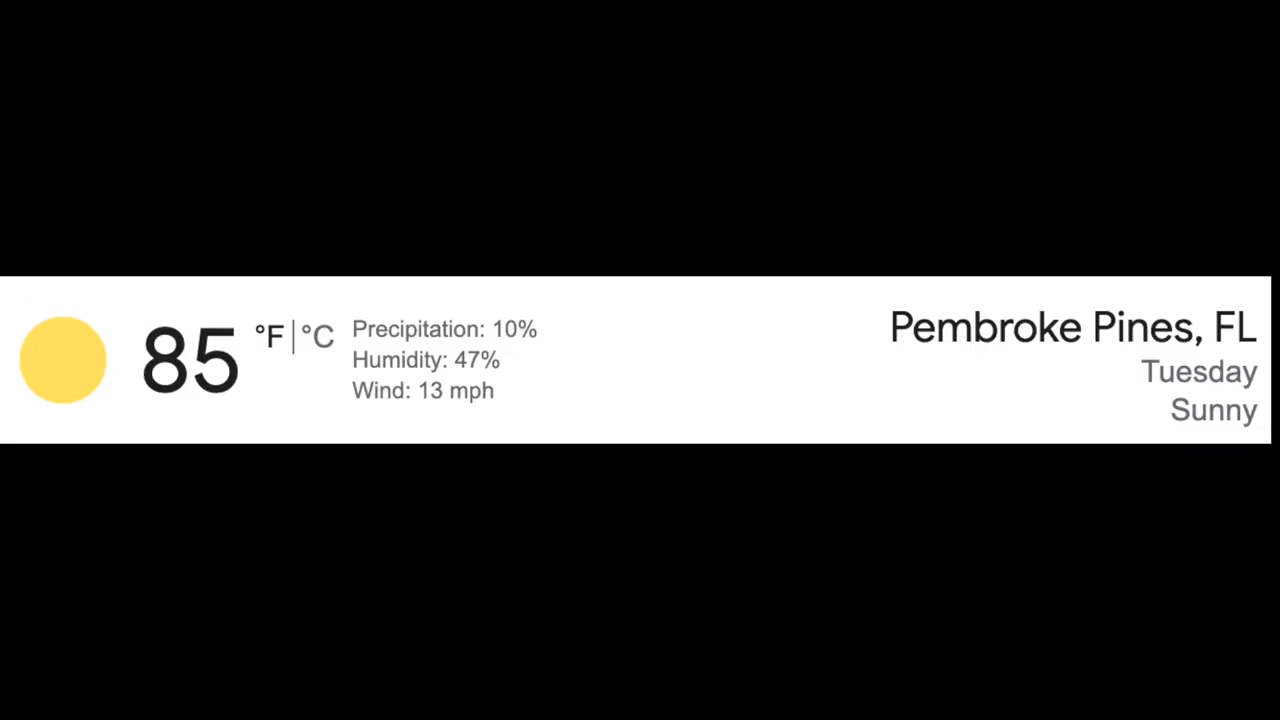 85 °F|°C
Precipitation: 10%
Humidity: 47%
Wind: 13 mph
Pembroke Pines, FL
Tuesday
Sunny